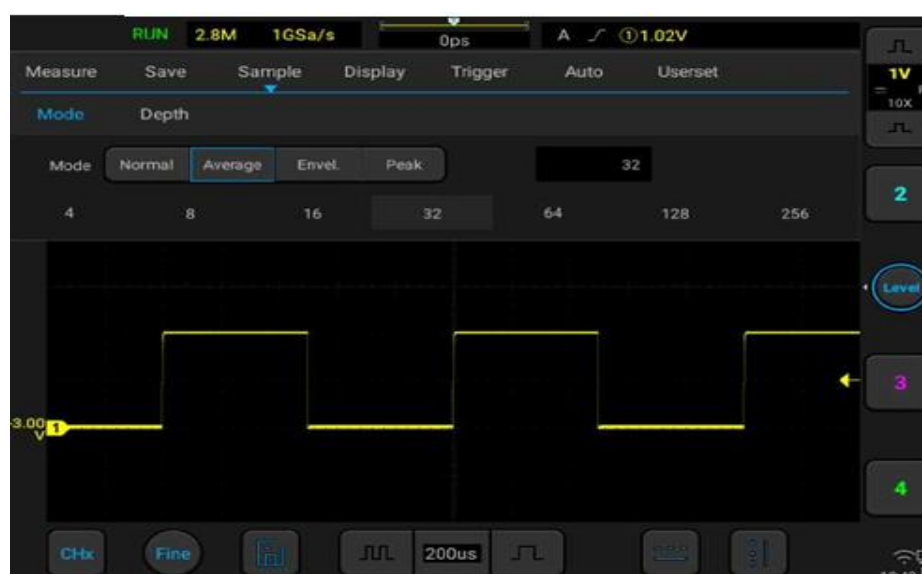 RUN 2.8M 1GSa/s 0ps A 1 1.02V
Measure Save Sample Display Trigger Auto Userset
1V
10X
Mode Depth
Mode Normal Average Envel. Peak 32
2
4 8 16 32 64 128 256
Level
3
-3.00
V 1
4
CHx Fine 200us